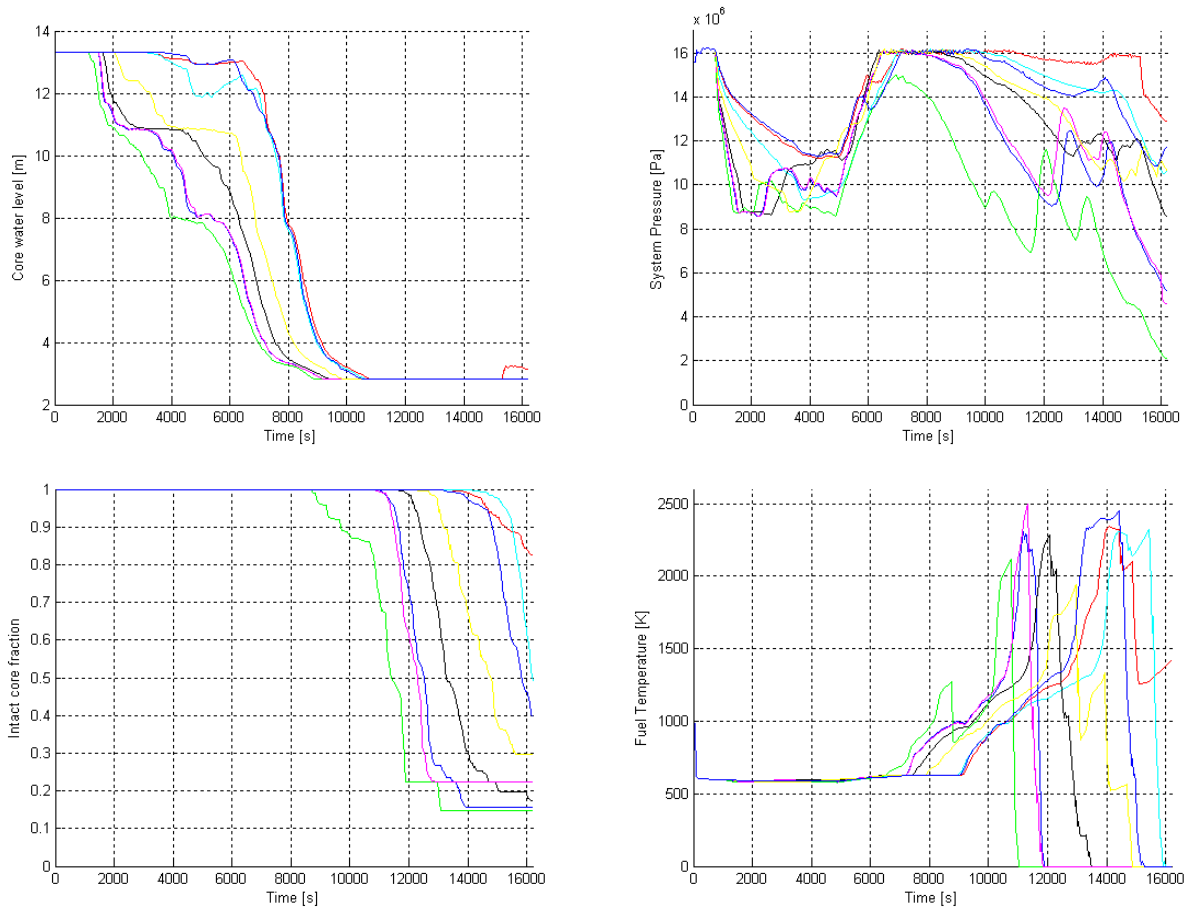 14
12
10
8
6
4
2
Core water level [m]
0 2000 4000 6000 8000 10000 12000 14000 16000
Time [s]
x 10^6
16
14
12
10
8
6
4
2
0
System Pressure [Pa]
0 2000 4000 6000 8000 10000 12000 14000 16000
Time [s]
1
0.9
0.8
0.7
0.6
0.5
0.4
0.3
0.2
0.1
0
Intact core fraction
0 2000 4000 6000 8000 10000 12000 14000 16000
Time [s]
2500
2000
1500
1000
500
0
Fuel Temperature [K]
0 2000 4000 6000 8000 10000 12000 14000 16000
Time [s]